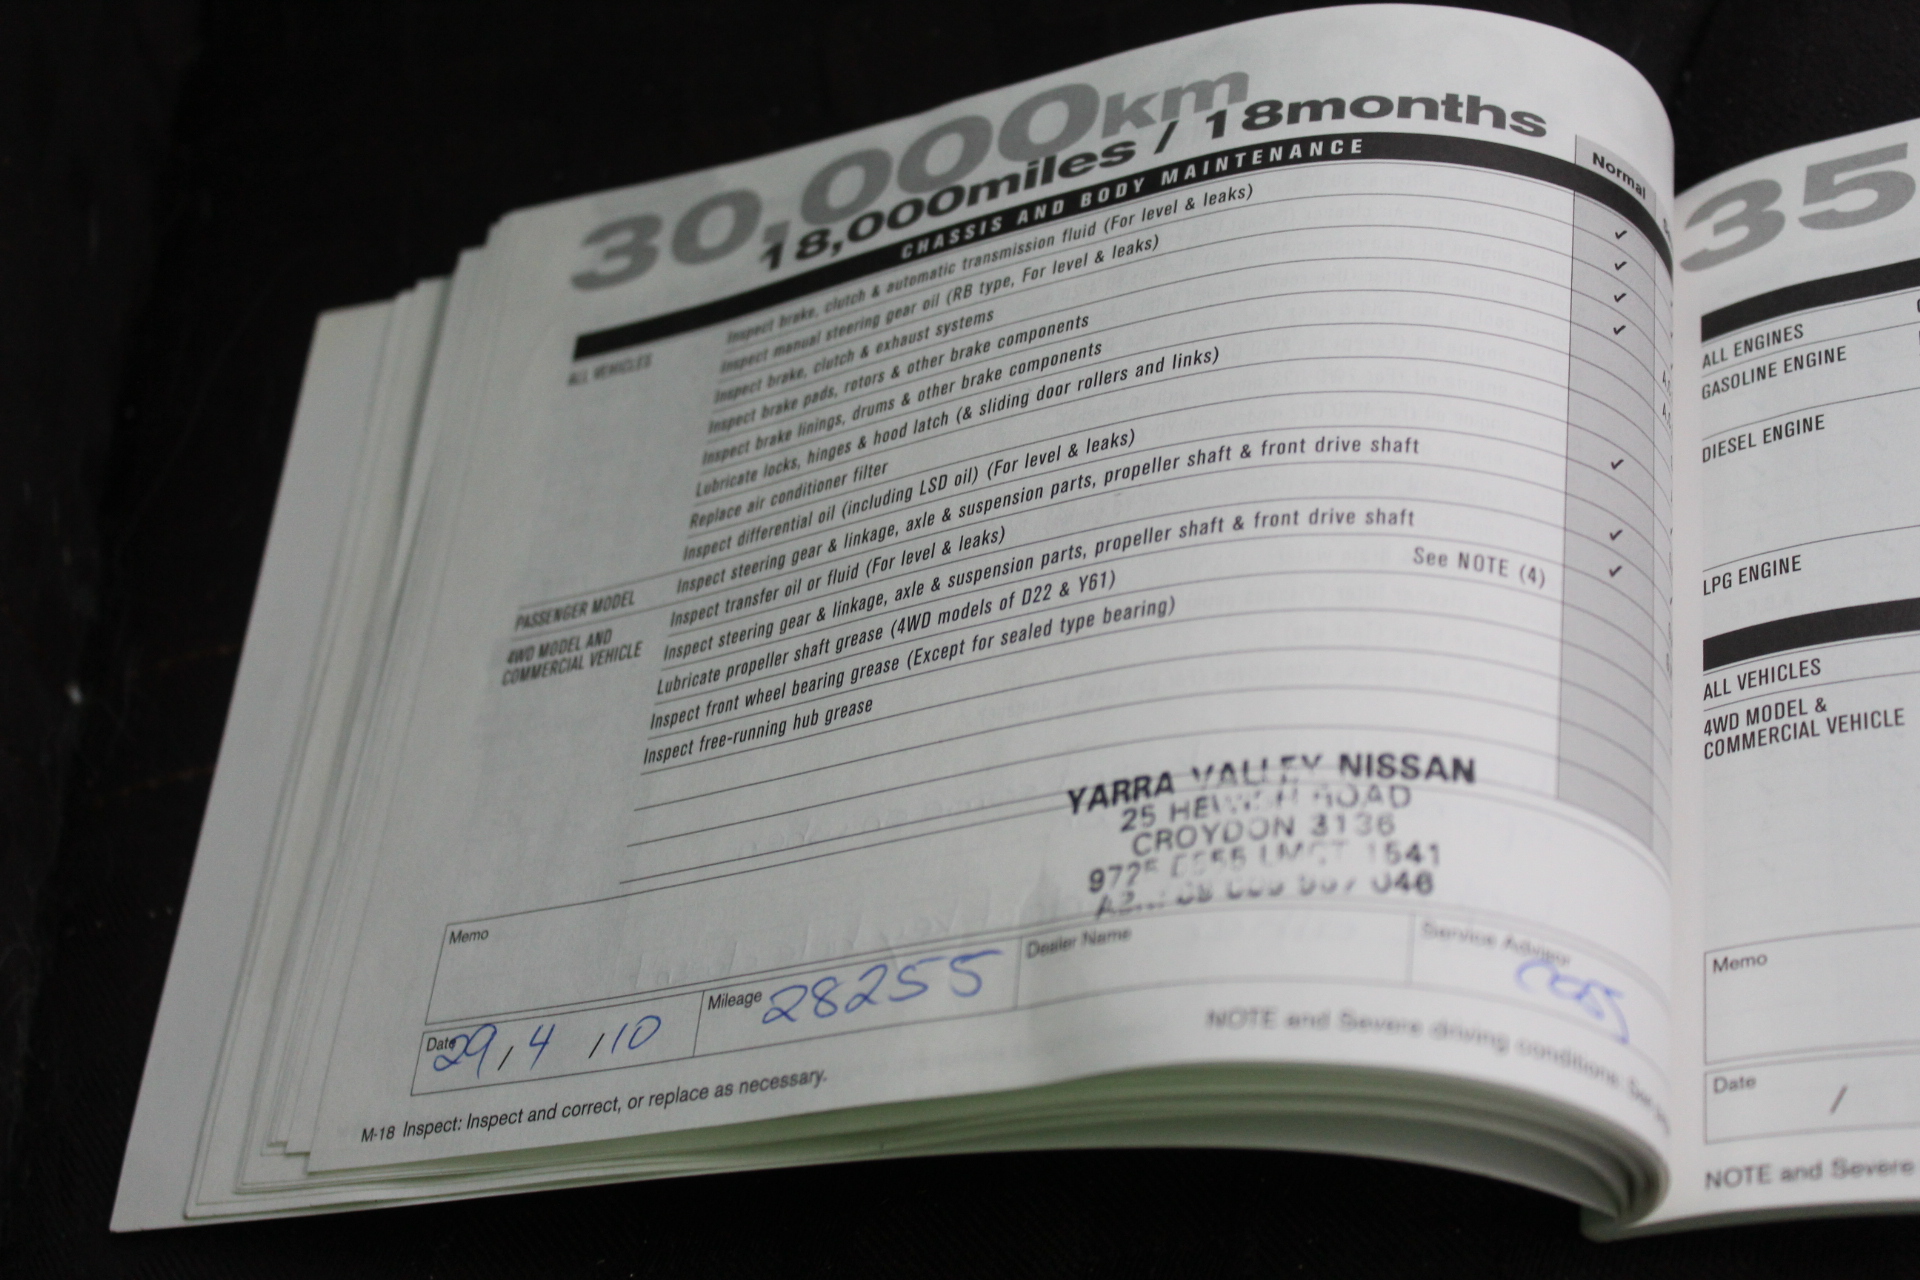 30,000km
18,000miles / 18months
CHASSIS AND BODY MAINTENANCE
Normal
ALL VEHICLES
Inspect brake, clutch & automatic transmission fluid (For level & leaks)
Inspect manual steering gear oil (RB type, For level & leaks)
Inspect brake, clutch & exhaust systems
Inspect brake pads, rotors & other brake components
Inspect brake linings, drums & other brake components
Lubricate locks, hinges & hood latch (& sliding door rollers and links)
Replace air conditioner filter
Inspect differential oil (including LSD oil) (For level & leaks)
PASSENGER MODEL
Inspect steering gear & linkage, axle & suspension parts, propeller shaft & front drive shaft
4WD MODEL AND
COMMERCIAL VEHICLE
Inspect transfer oil or fluid (For level & leaks)
Inspect steering gear & linkage, axle & suspension parts, propeller shaft & front drive shaft
Lubricate propeller shaft grease (4WD models of D22 & Y61) See NOTE (4)
Inspect front wheel bearing grease (Except for sealed type bearing)
Inspect free-running hub grease
YARRA VALLEY NISSAN
25 ROAD
CROYDON 3136
1541
046
Memo
Date 29/4/10
Mileage 28255
Dealer Name
Service Advisor
M-18 Inspect: Inspect and correct, or replace as necessary.
NOTE and Severe driving conditions:
35
ALL ENGINES
GASOLINE ENGINE
DIESEL ENGINE
LPG ENGINE
ALL VEHICLES
4WD MODEL &
COMMERCIAL VEHICLE
Memo
Date /
NOTE and Severe